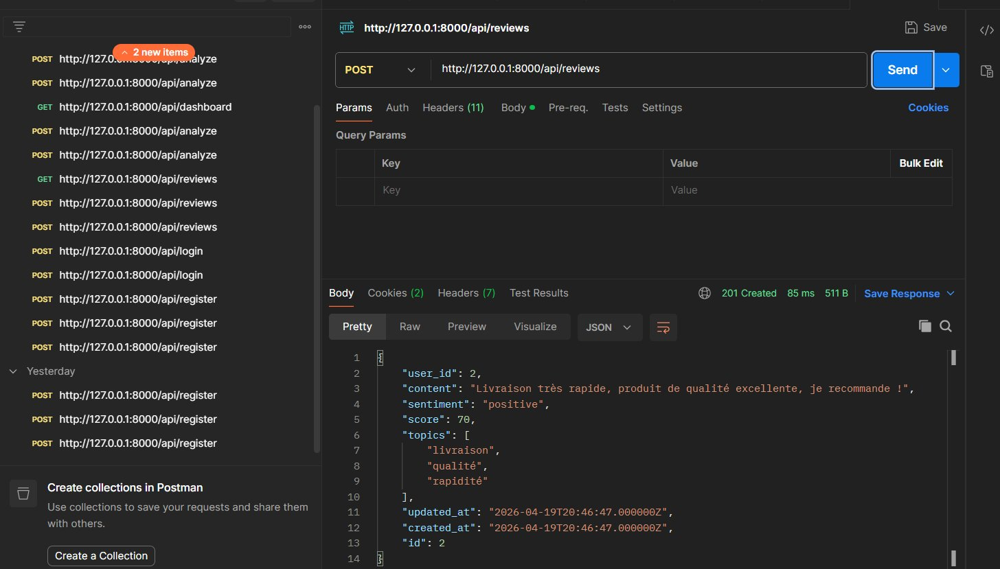 2 new items
POST http://127.0.0.1:8000/api/analyze
POST http://127.0.0.1:8000/api/analyze
GET http://127.0.0.1:8000/api/dashboard
POST http://127.0.0.1:8000/api/analyze
POST http://127.0.0.1:8000/api/analyze
GET http://127.0.0.1:8000/api/reviews
POST http://127.0.0.1:8000/api/reviews
POST http://127.0.0.1:8000/api/reviews
POST http://127.0.0.1:8000/api/login
POST http://127.0.0.1:8000/api/login
POST http://127.0.0.1:8000/api/register
POST http://127.0.0.1:8000/api/register
POST http://127.0.0.1:8000/api/register
Yesterday
POST http://127.0.0.1:8000/api/register
POST http://127.0.0.1:8000/api/register
POST http://127.0.0.1:8000/api/register
Create collections in Postman
Use collections to save your requests and share them
with others.
Create a Collection
HTTP http://127.0.0.1:8000/api/reviews
Save
POST http://127.0.0.1:8000/api/reviews
Send
Params Auth Headers (11) Body Pre-req. Tests Settings Cookies
Query Params
Key Value Bulk Edit
Key Value
Body Cookies (2) Headers (7) Test Results 201 Created 85 ms 511 B Save Response
Pretty Raw Preview Visualize JSON
1 {
2 "user_id": 2,
3 "content": "Livraison très rapide, produit de qualité excellente, je recommande !",
4 "sentiment": "positive",
5 "score": 70,
6 "topics": [
7 "livraison",
8 "qualité",
9 "rapidité"
10 ],
11 "updated_at": "2026-04-19T20:46:47.000000Z",
12 "created_at": "2026-04-19T20:46:47.000000Z",
13 "id": 2
14 }